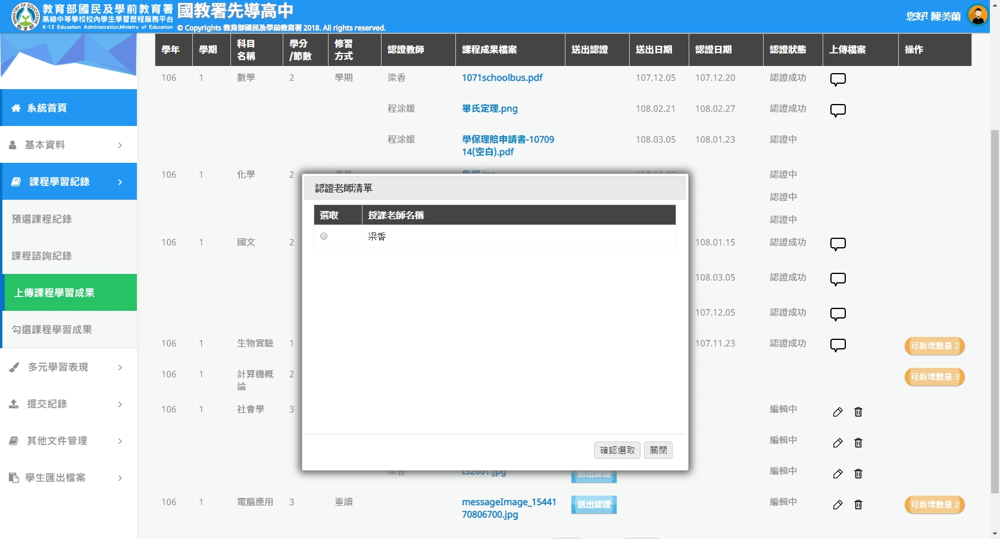 教育部國民及學前教育署
高級中等學校校內學生學習歷程服務平台
K-12 Education Administration,Ministry of Education
國教署先導高中
© Copyrights 教育部國民及學前教育署 2018. All rights reserved.
您好! 陳美蘭
系統首頁
基本資料
課程學習紀錄
預選課程紀錄
課程諮詢紀錄
上傳課程學習成果
勾選課程學習成果
多元學習表現
提交紀錄
其他文件管理
學生匯出檔案
學年 學期 科目名稱 學分/節數 修習方式 認證教師 課程成果檔案 送出認證 送出日期 認證日期 認證狀態 上傳檔案 操作
106 1 數學 2 學期 梁香 1071schoolbus.pdf 107.12.05 107.12.20 認證成功
程涂媛 畢氏定理.png 108.02.21 108.02.27 認證成功
程涂媛 學保理賠申請書-10709 108.03.05 108.01.23 認證中
14(空白).pdf
106 1 化學 2 認證中
認證中
認證中
106 1 國文 2 108.01.15 認證成功
108.03.05 認證成功
107.12.05 認證成功
106 1 生物實驗 1 107.11.23 認證成功 可新增數量 2
106 1 計算機概 2 可新增數量 3
論
106 1 社會學 3 編輯中
編輯中
梁香 送出認證 編輯中
106 1 電腦應用 3 重讀 messageImage_15441 送出認證 編輯中 可新增數量 2
70806700.jpg
認證老師清單
選取 授課老師名稱
梁香
確認選取 關閉